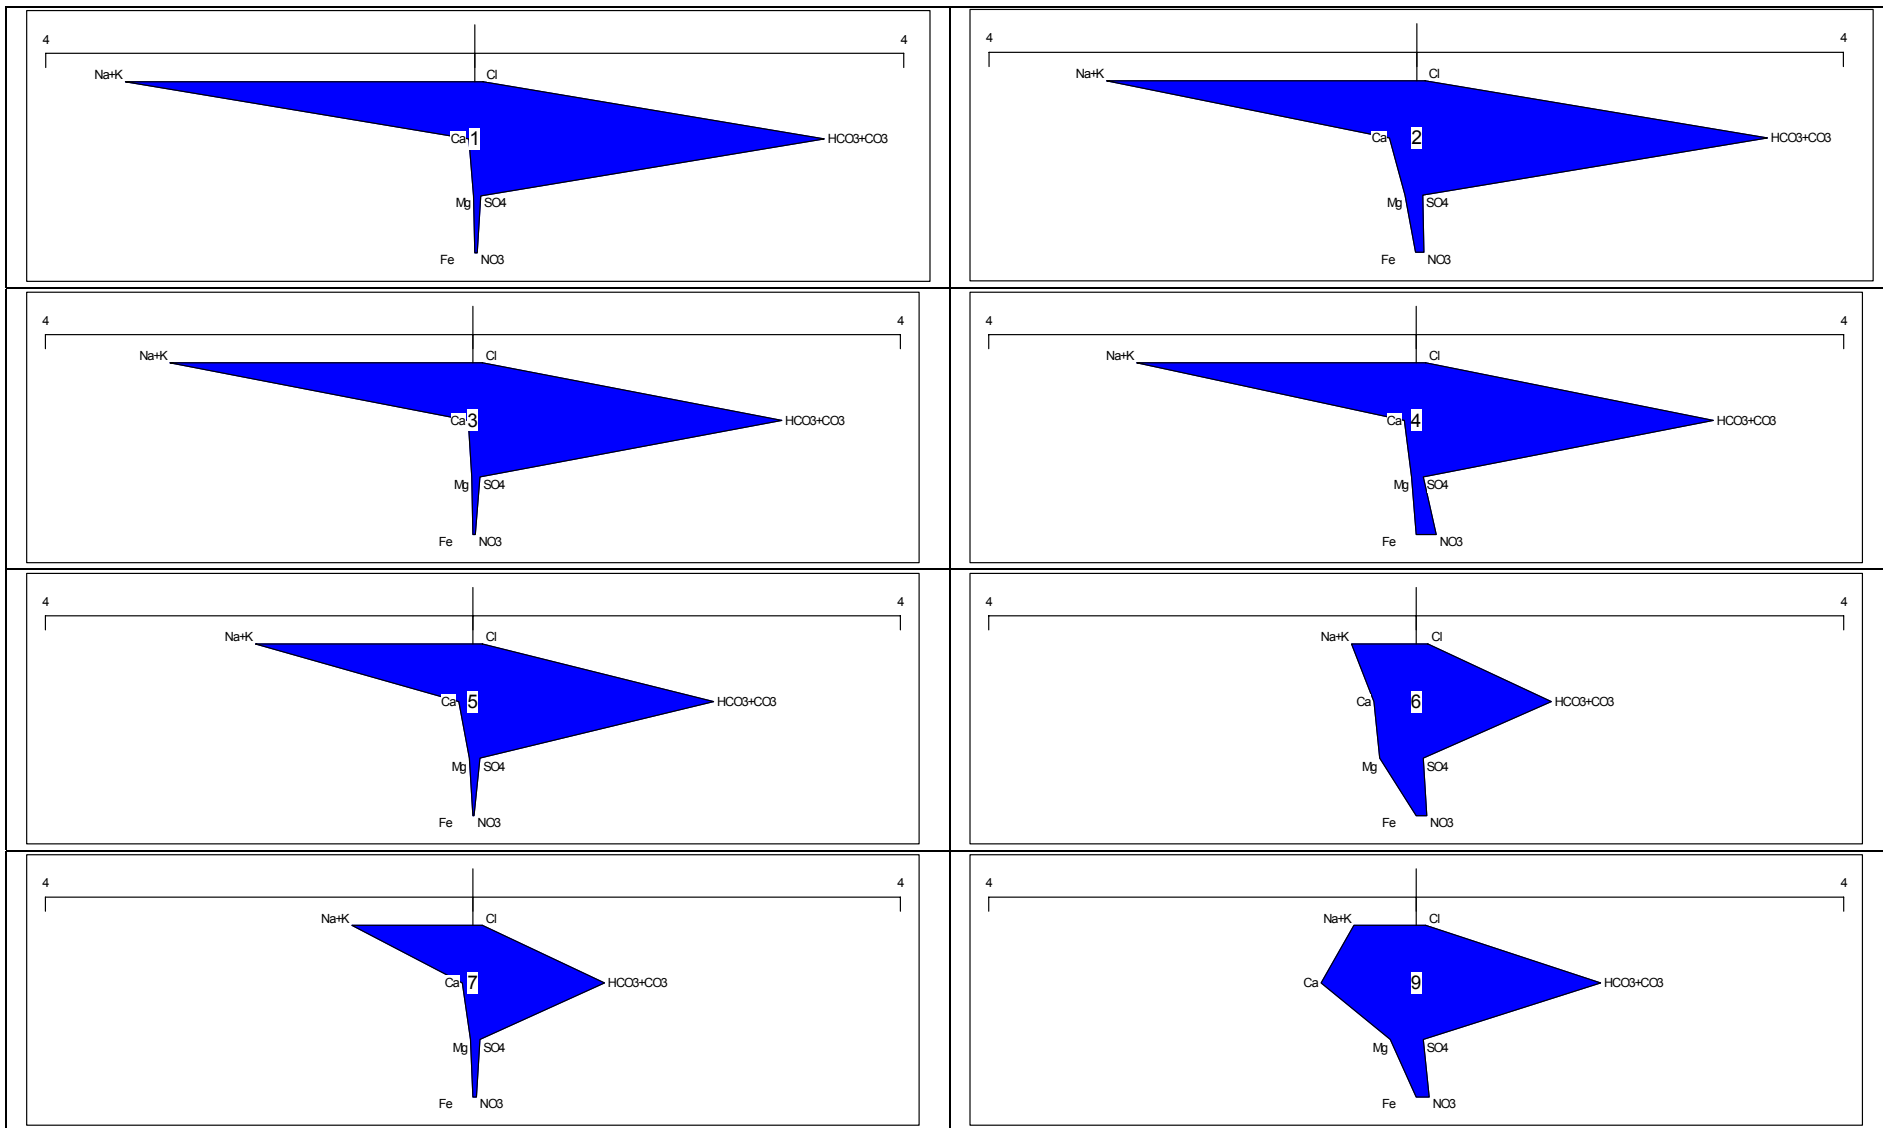 4 4
Na+K Cl
Ca 1 HCO3+CO3
Mg SO4
Fe NO3
4 4
Na+K Cl
Ca 2 HCO3+CO3
Mg SO4
Fe NO3
4 4
Na+K Cl
Ca 3 HCO3+CO3
Mg SO4
Fe NO3
4 4
Na+K Cl
Ca 4 HCO3+CO3
Mg SO4
Fe NO3
4 4
Na+K Cl
Ca 5 HCO3+CO3
Mg SO4
Fe NO3
4 4
Na+K Cl
Ca 6 HCO3+CO3
Mg SO4
Fe NO3
4 4
Na+K Cl
Ca 7 HCO3+CO3
Mg SO4
Fe NO3
4 4
Na+K Cl
Ca 9 HCO3+CO3
Mg SO4
Fe NO3